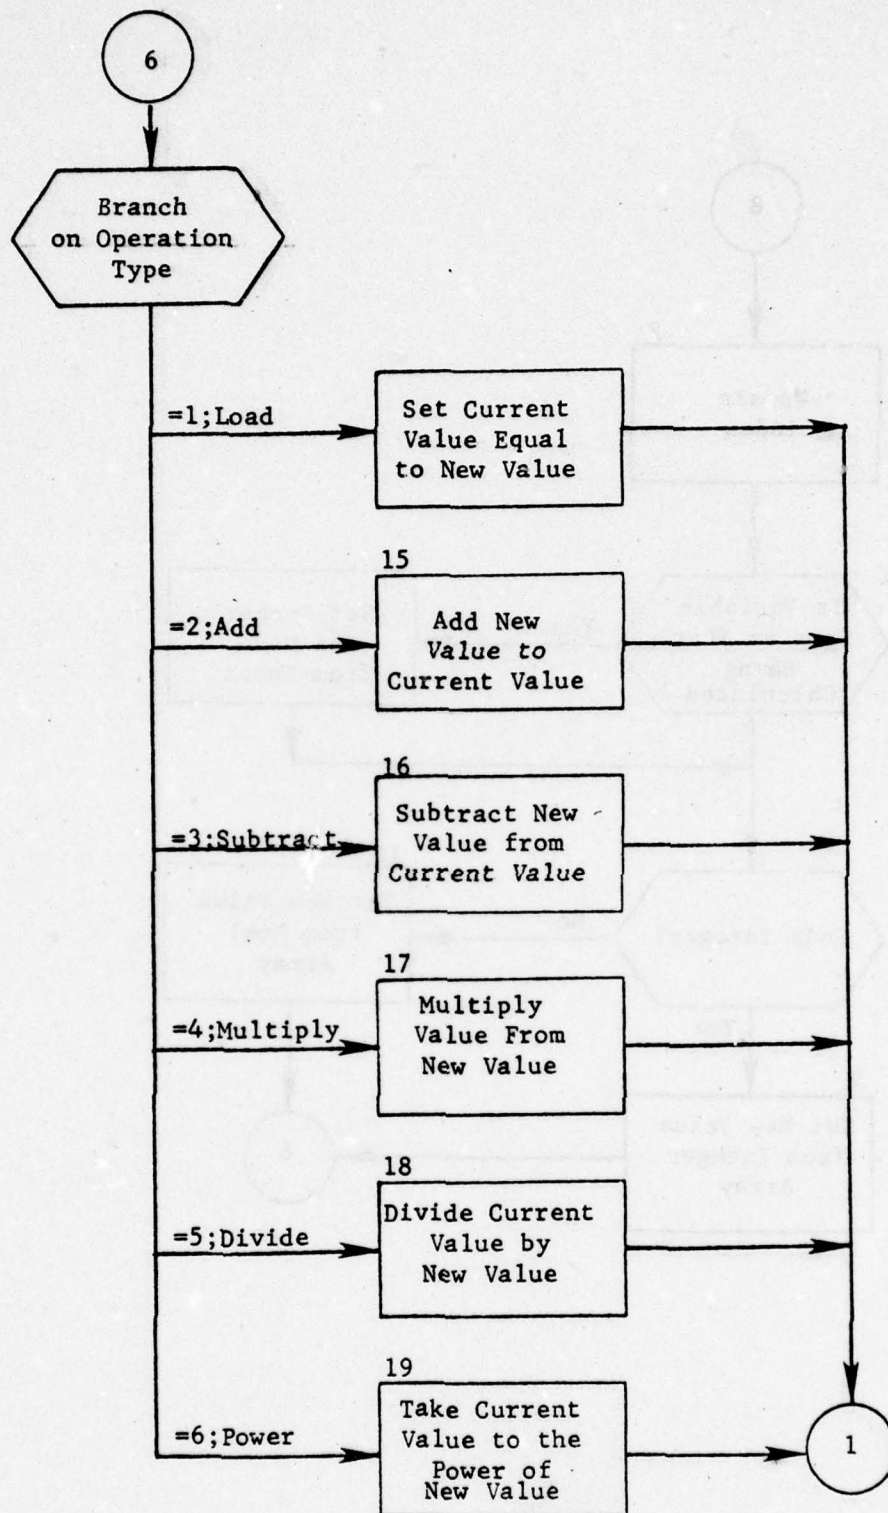 6
Branch
on Operation
Type
=1;Load
Set Current
Value Equal
to New Value
15
=2;Add
Add New
Value to
Current Value
16
=3;Subtract
Subtract New
Value from
Current Value
17
=4;Multiply
Multiply
Value From
New Value
18
=5;Divide
Divide Current
Value by
New Value
19
=6;Power
Take Current
Value to the
Power of
New Value
1